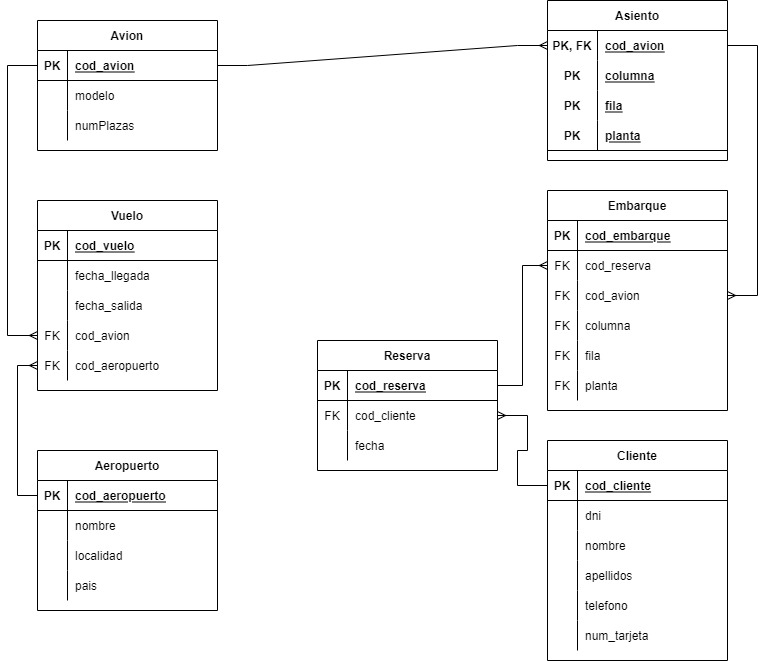 Avion
PK cod_avion
modelo
numPlazas
Asiento
PK, FK cod_avion
PK columna
PK fila
PK planta
Vuelo
PK cod_vuelo
fecha_llegada
fecha_salida
FK cod_avion
FK cod_aeropuerto
Embarque
PK cod_embarque
FK cod_reserva
FK cod_avion
FK columna
FK fila
FK planta
Reserva
PK cod_reserva
FK cod_cliente
fecha
Aeropuerto
PK cod_aeropuerto
nombre
localidad
pais
Cliente
PK cod_cliente
dni
nombre
apellidos
telefono
num_tarjeta